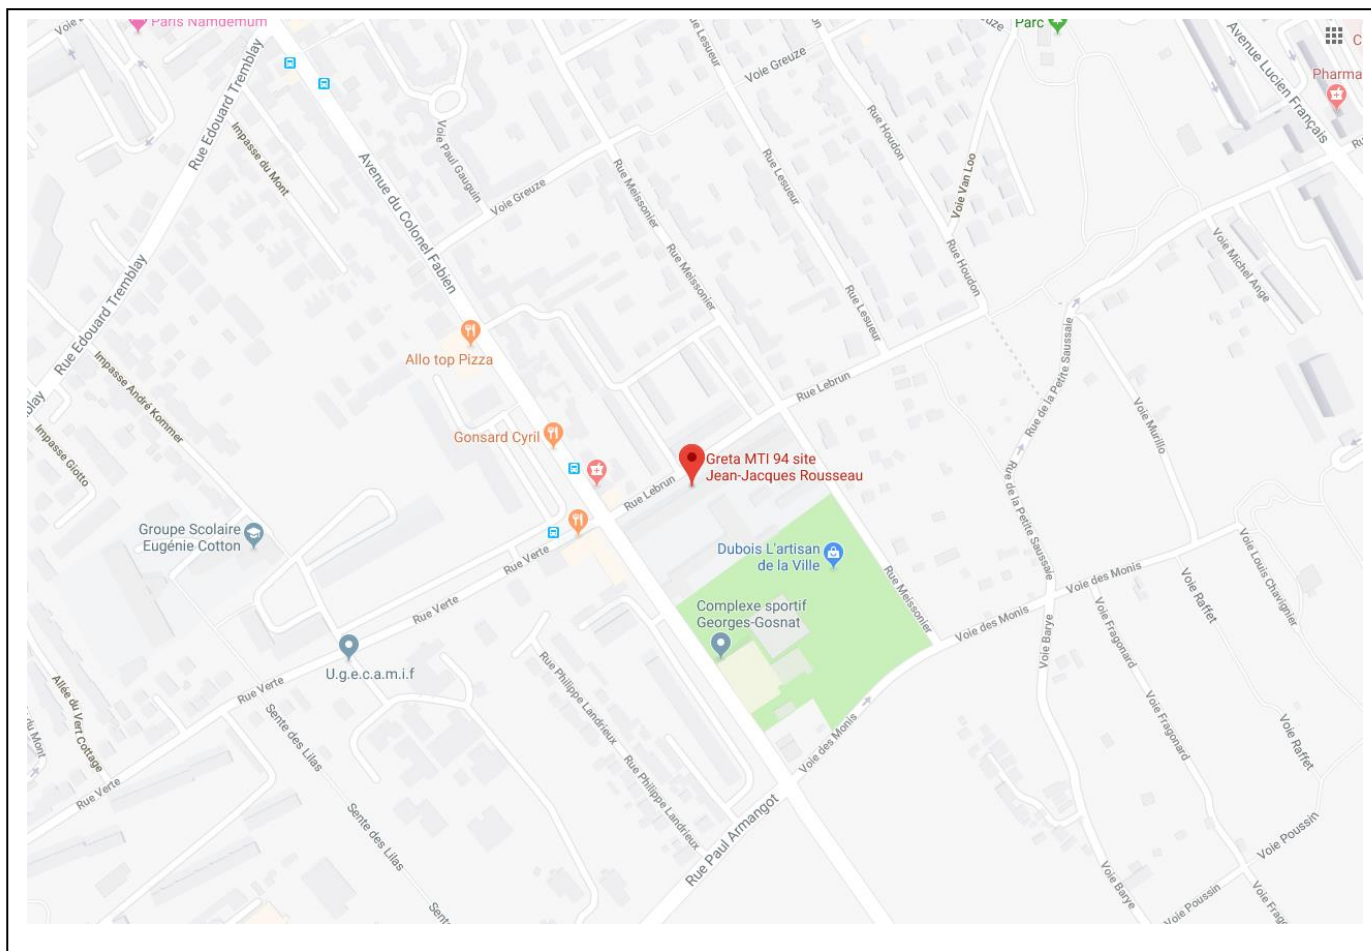 Paris Namdemum
Parc
C
Pharma
Avenue Lucien Français
Rue Edouard Tremblay
Impasse du Mont
Voie Paul Gauguin
Voie Greuze
Rue Lesueur
Rue Houdon
Voie Van Loo
Avenue du Colonel Fabien
Voie Greuze
Rue Meissonier
Rue Lesueur
Rue Meissonier
Rue Lesueur
Rue Houdon
Voie Michel Ange
Rue Edouard Tremblay
Allo top Pizza
Impasse André Kommer
Rue de la Petite Saussaie
Voie Murillo
Rue Lebrun
Gonsard Cyril
Impasse Giotto
Greta MTI 94 site
Jean-Jacques Rousseau
Rue Lebrun
Rue de la Petite Saussaie
Groupe Scolaire
Eugénie Cotton
Rue Verte
Dubois L'artisan
de la Ville
Rue Meissonier
Voie des Monis
Voie Raffet
Voie Louis Chavignier
Rue Verte
Complexe sportif
Georges-Gosnat
Voie des Monis
Voie Barye
Voie Fragonard
U.g.e.c.a.m.i.f
Rue Verte
Allée du Vert Cottage
du Mont
Rue Philippe Landrieux
Sente des Lilas
Voie des Monis
Voie Fragonard
Voie Raffet
Rue Verte
Rue Philippe Landrieux
Rue Paul Armangot
Sente des Lilas
Voie Poussin
Voie Barye
Voie Poussin